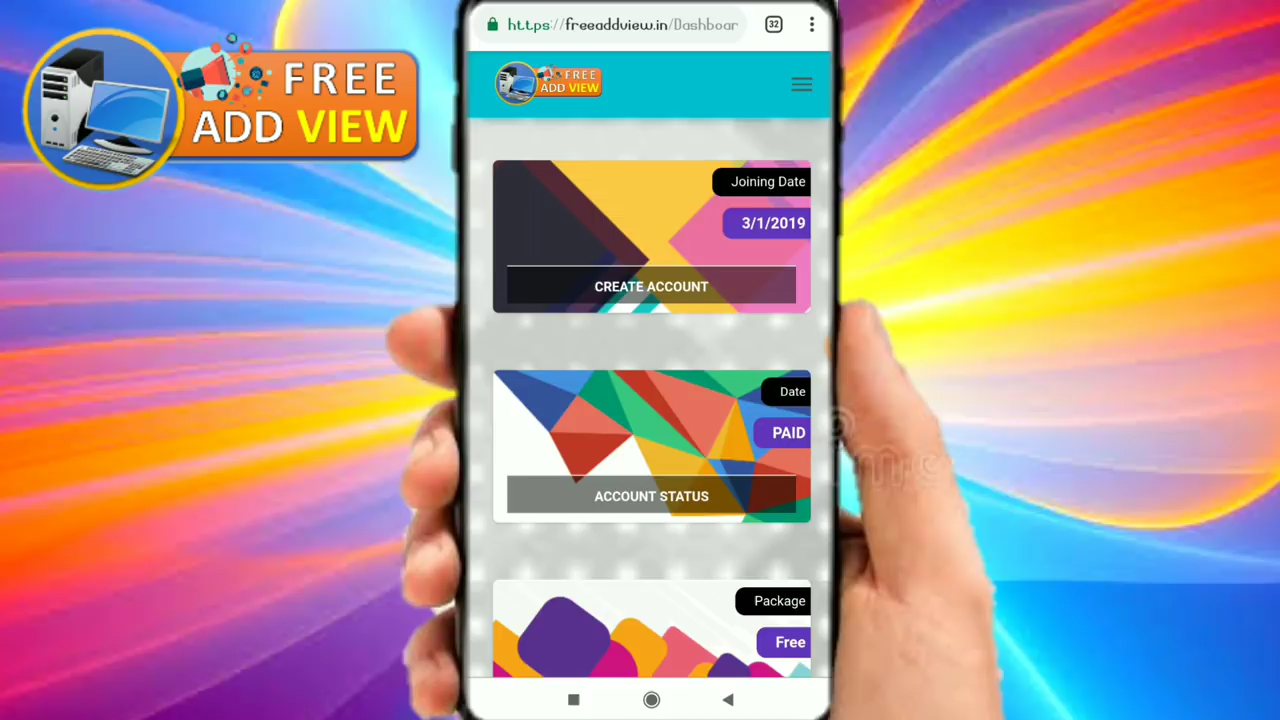 FREE
ADD VIEW
https://freeaddview.in/Dashboar
32
FREE
ADD VIEW
Joining Date
3/1/2019
CREATE ACCOUNT
Date
PAID
ACCOUNT STATUS
Package
Free